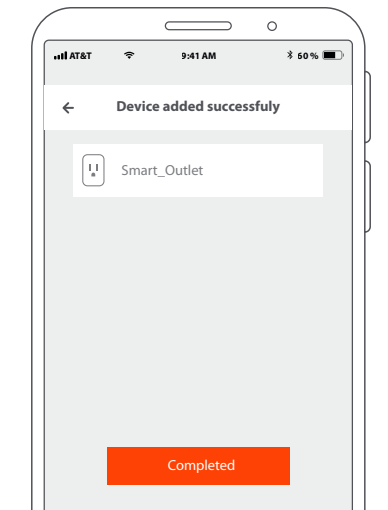 AT&T 9:41 AM 60%
Device added successfuly
Smart_Outlet
Completed